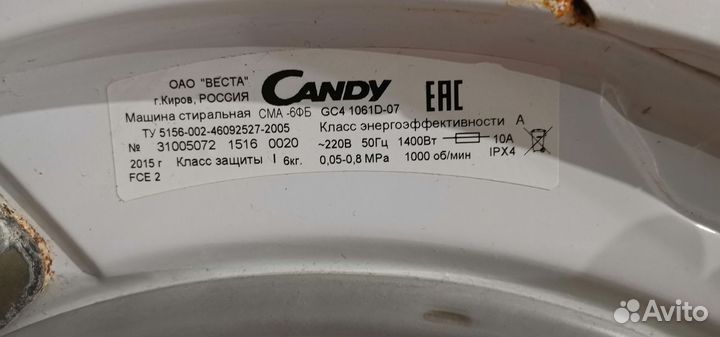 ОАО "ВЕСТА"
г.Киров, РОССИЯ
CANDY
EAC
Машина стиральная СМА -6ФБ GC4 1061D-07
ТУ 5156-002-46092527-2005 Класс энергоэффективности А
№ 31005072 1516 0020 ~220В 50Гц 1400Вт 10А
2015 г Класс защиты I 6кг. 0,05-0,8 MPa 1000 об/мин IPX4
FCE 2
Avito